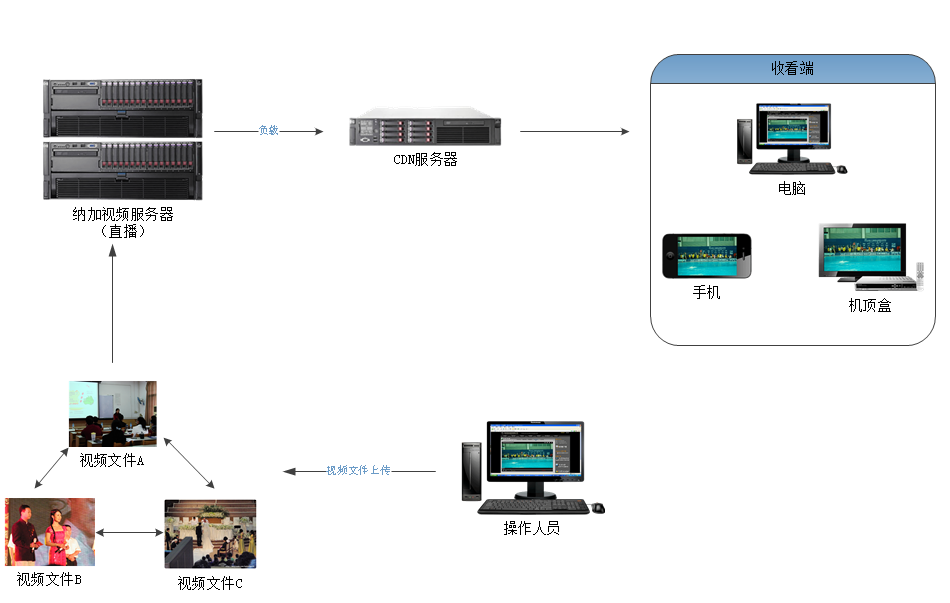 收看端
负载
CDN服务器
电脑
纳加视频服务器
（直播）
手机
机顶盒
视频文件A
视频文件上传
操作人员
视频文件B
视频文件C